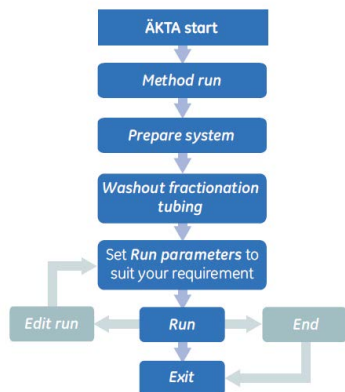 ÄKTA start
Method run
Prepare system
Washout fractionation
tubing
Set Run parameters to
suit your requirement
Edit run
Run
End
Exit